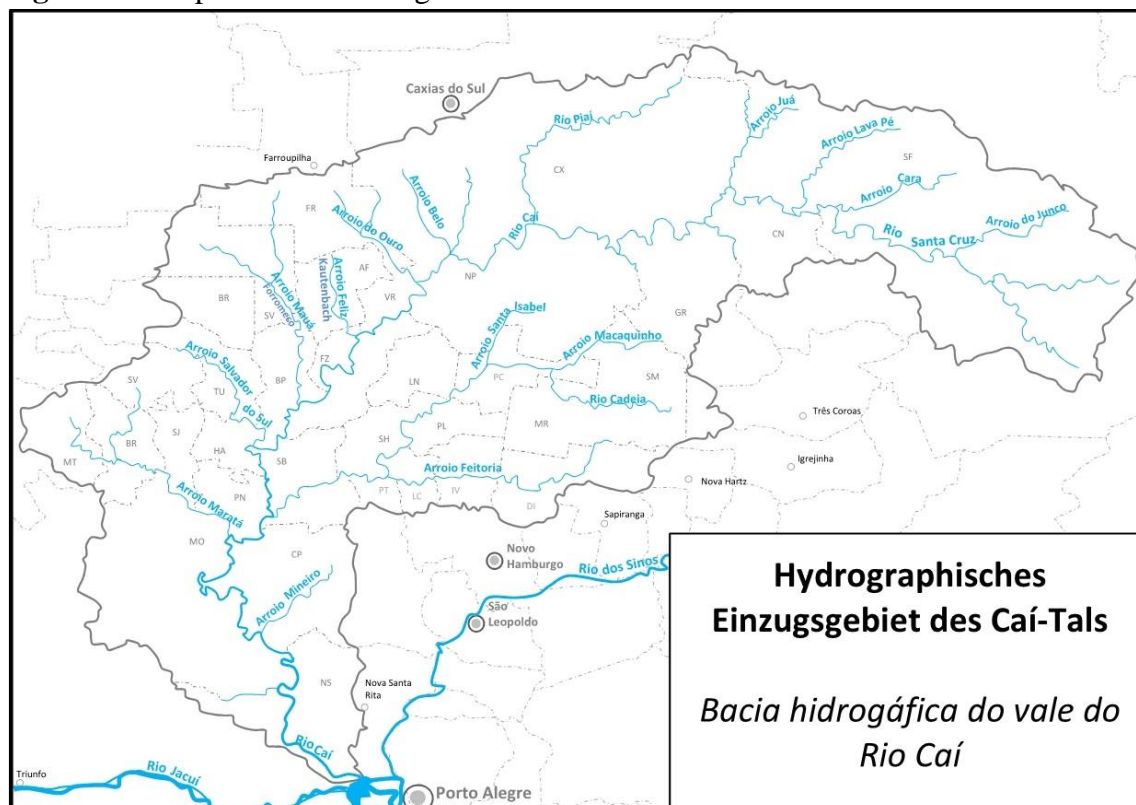 Caxias do Sul
Farroupilha
Rio Piaí
Arroio Juá
Arroio Lava Pé
SF
CX
Arroio Cara
Arroio Belo
FR
Arroio do Ouro
Rio Caí
Arroio do Junco
Rio Santa Cruz
CN
AF
NP
Arroio Feliz
Kautenbach
Arroio Mauá
Forromeco
BR
SV
VR
Arroio Santa Isabel
GR
Arroio Macaquinho
FZ
Arroio Salvador do Sul
SV
TU
BP
LN
PC
SM
Rio Cadeia
Três Coroas
BR
SJ
PL
MR
HA
SH
MT
SB
Arroio Feitoria
Igrejinha
Nova Hartz
PN
PT
LC
IV
DI
Arroio Maratá
Sapiranga
MO
CP
Novo
Hamburgo
Rio dos Sinos
Arroio Mineiro
São
Leopoldo
NS
Nova Santa
Rita
Rio Caí
Triunfo
Rio Jacuí
Porto Alegre
Hydrographisches
Einzugsgebiet des Caí-Tals
Bacia hidrogáfica do vale do
Rio Caí